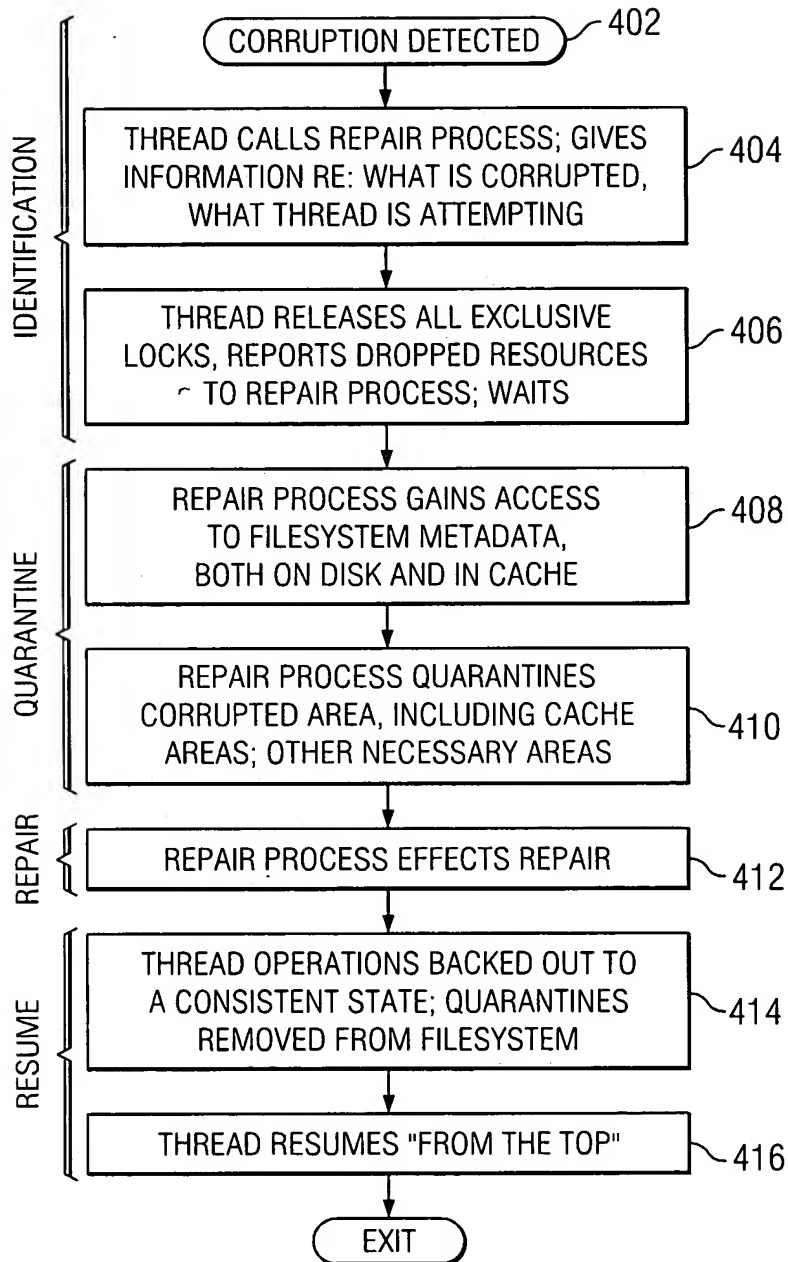 CORRUPTION DETECTED
402
IDENTIFICATION
THREAD CALLS REPAIR PROCESS; GIVES
INFORMATION RE: WHAT IS CORRUPTED,
WHAT THREAD IS ATTEMPTING
404
THREAD RELEASES ALL EXCLUSIVE
LOCKS, REPORTS DROPPED RESOURCES
TO REPAIR PROCESS; WAITS
406
QUARANTINE
REPAIR PROCESS GAINS ACCESS
TO FILESYSTEM METADATA,
BOTH ON DISK AND IN CACHE
408
REPAIR PROCESS QUARANTINES
CORRUPTED AREA, INCLUDING CACHE
AREAS; OTHER NECESSARY AREAS
410
REPAIR
REPAIR PROCESS EFFECTS REPAIR
412
RESUME
THREAD OPERATIONS BACKED OUT TO
A CONSISTENT STATE; QUARANTINES
REMOVED FROM FILESYSTEM
414
THREAD RESUMES "FROM THE TOP"
416
EXIT